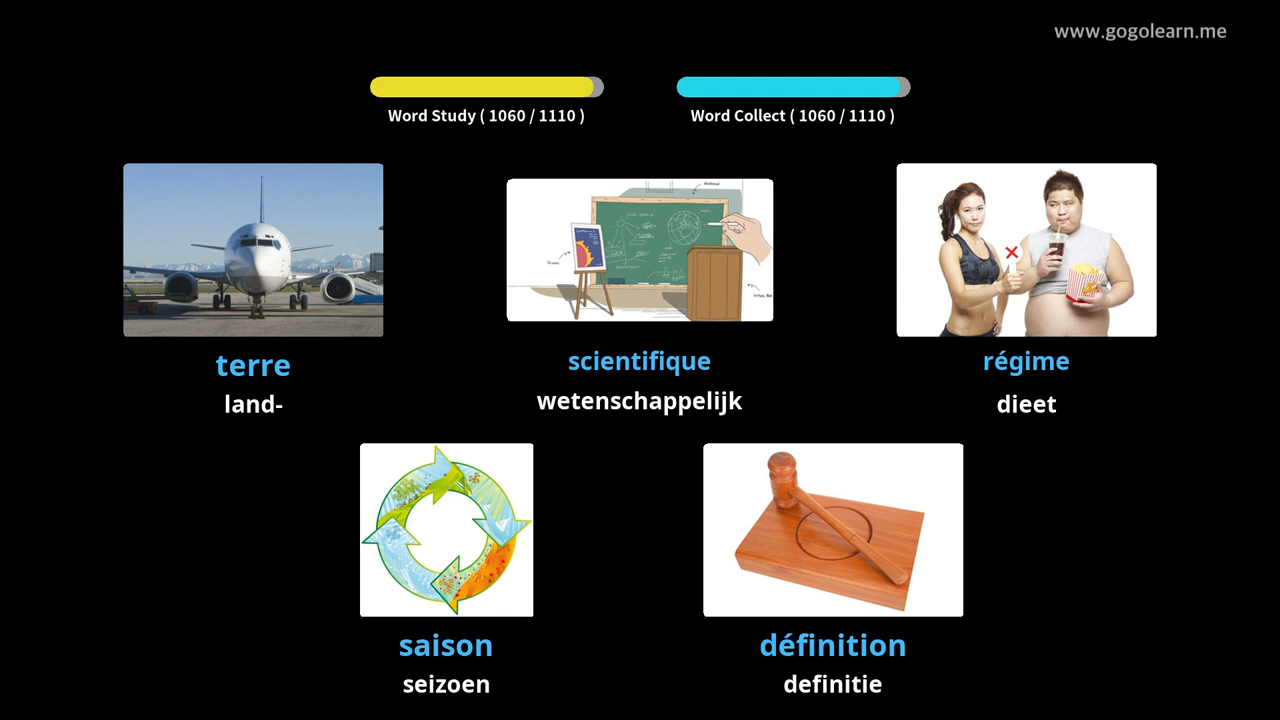 www.gogolearn.me
Word Study ( 1060 / 1110 )
Word Collect ( 1060 / 1110 )
terre
land-
scientifique
wetenschappelijk
régime
dieet
saison
seizoen
définition
definitie